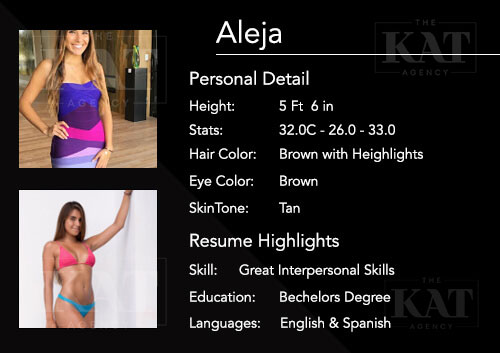 Aleja
THE
KAT
AGENCY
Personal Detail
Height: 5 Ft 6 in
Stats: 32.0C - 26.0 - 33.0
Hair Color: Brown with Heighlights
Eye Color: Brown
SkinTone: Tan
Resume Highlights
Skill: Great Interpersonal Skills
Education: Bechelors Degree
Languages: English & Spanish
THE
KAT
AGENCY